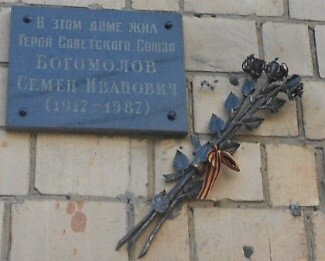 В этом доме жил
Герой Советского Союза
Богомолов
Семен Иванович
(1917-1987)